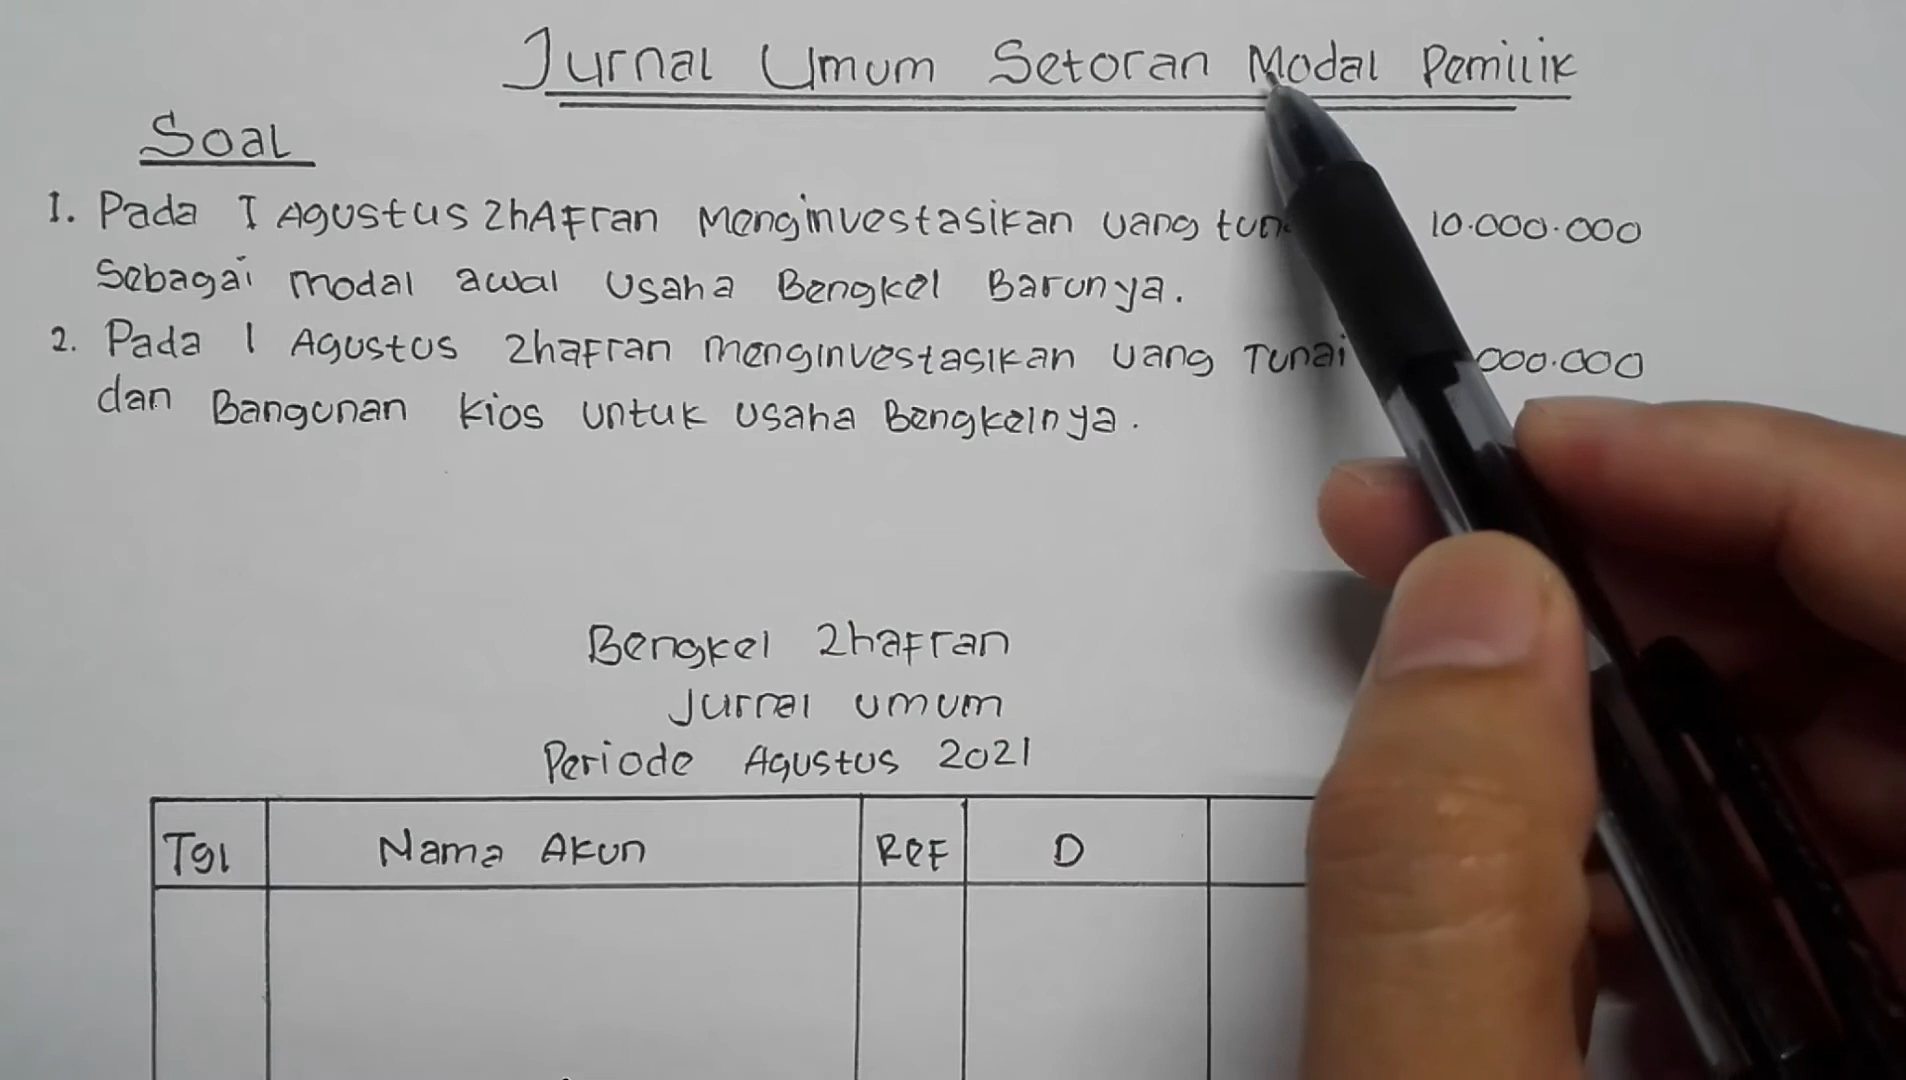 Jurnal Umum Setoran Modal Pemilik
Soal
1. Pada 1 Agustus Zhafran Menginvestasikan uang 10.000.000
Sebagai modal awal Usaha Bengkel Barunya.
2. Pada 1 Agustus Zhafran menginvestasikan Uang Tunai 000.000
dan Bangunan Kios untuk Usaha Bengkelnya.
Bengkel Zhafran
Jurnal umum
Periode Agustus 2021
Tgl Nama Akun Ref D